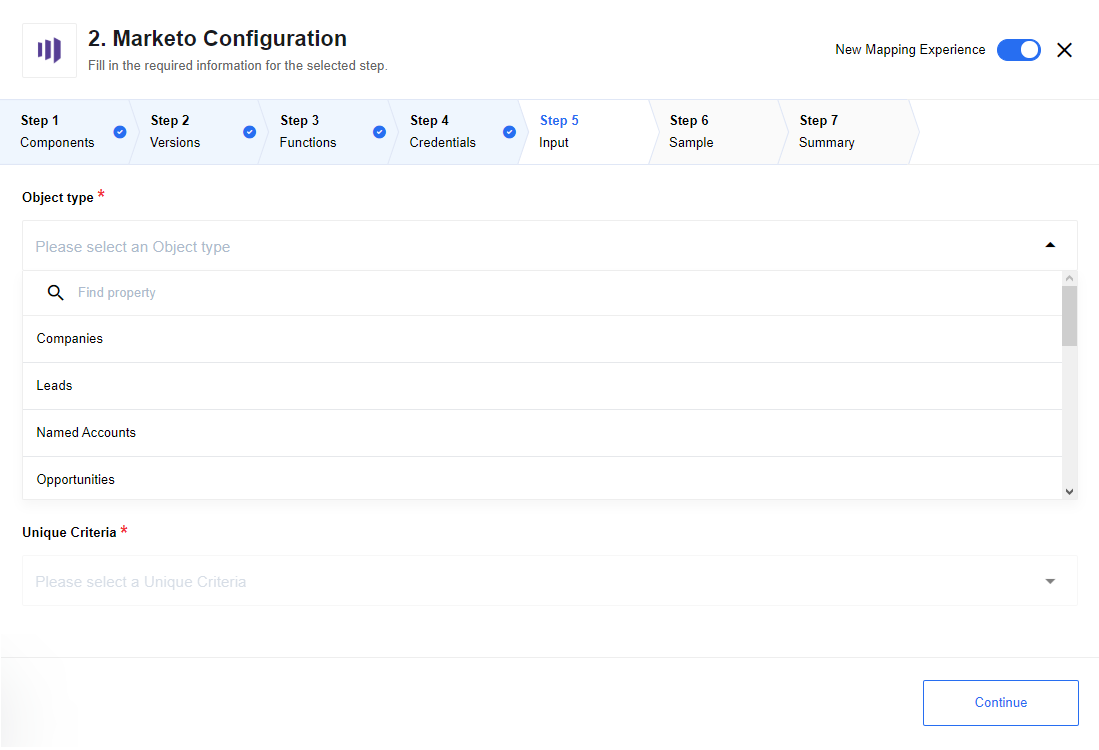 2. Marketo Configuration
Fill in the required information for the selected step.
New Mapping Experience
Step 1
Components
Step 2
Versions
Step 3
Functions
Step 4
Credentials
Step 5
Input
Step 6
Sample
Step 7
Summary
Object type *
Please select an Object type
Find property
Companies
Leads
Named Accounts
Opportunities
Unique Criteria *
Please select a Unique Criteria
Continue